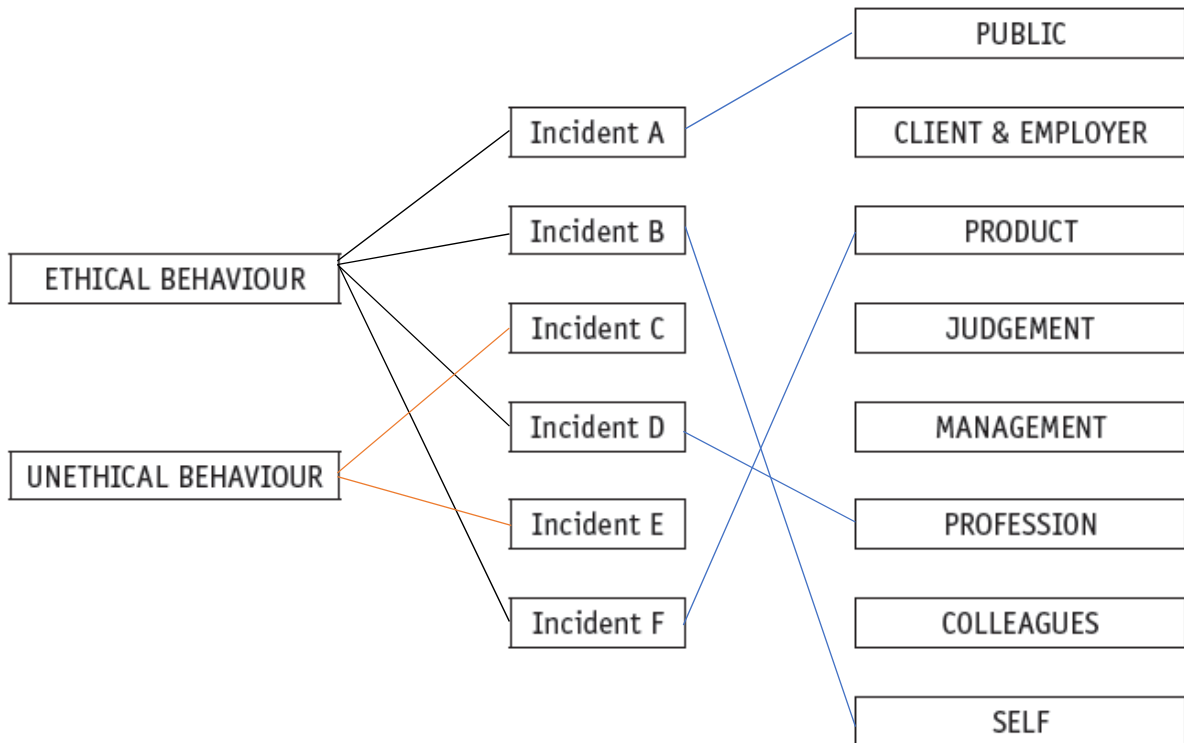 PUBLIC
Incident A
CLIENT & EMPLOYER
Incident B
PRODUCT
ETHICAL BEHAVIOUR
Incident C
JUDGEMENT
Incident D
MANAGEMENT
UNETHICAL BEHAVIOUR
Incident E
PROFESSION
Incident F
COLLEAGUES
SELF